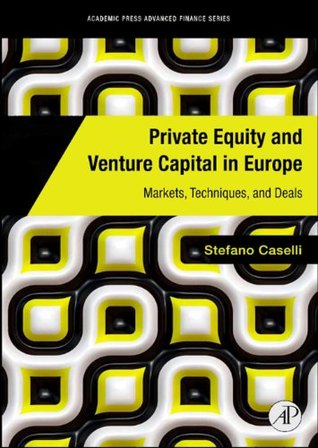 ACADEMIC PRESS ADVANCED FINANCE SERIES
Private Equity and
Venture Capital in Europe
Markets, Techniques, and Deals
Stefano Caselli
AP